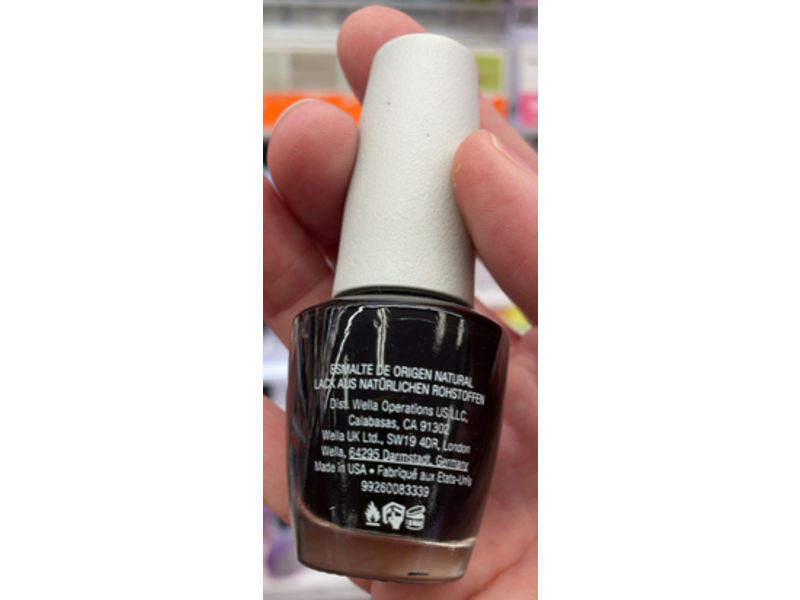 ESMALTE DE ORIGEN NATURAL
LACK AUS NATÜRLICHEN ROHSTOFFEN
Dist. Wella Operations US LLC,
Calabasas, CA 91302
Wella UK Ltd., SW19 4DR, London
Wella, 64295 Darmstadt, Germany
Made in USA • Fabriqué aux Etats-Unis
99260083339